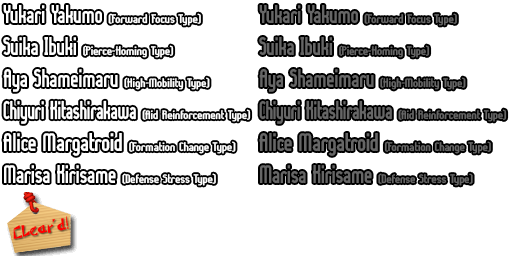 Yukari Yakumo (Forward Focus Type) Yukari Yakumo (Forward Focus Type)
Suika Ibuki (Pierce-Homing Type) Suika Ibuki (Pierce-Homing Type)
Aya Shameimaru (High-Mobility Type) Aya Shameimaru (High-Mobility Type)
Chiyuri Kitashirakawa (Aid Reinforcement Type) Chiyuri Kitashirakawa (Aid Reinforcement Type)
Alice Margatroid (Formation Change Type) Alice Margatroid (Formation Change Type)
Marisa Kirisame (Defense Stress Type) Marisa Kirisame (Defense Stress Type)
Clear'd!